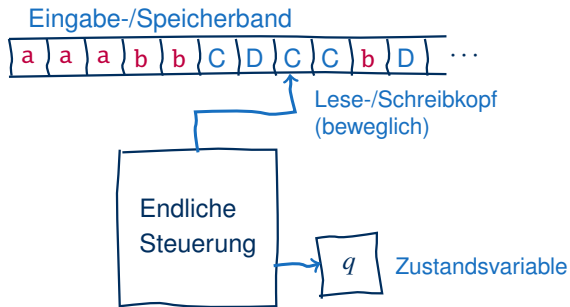 Eingabe-/Speicherband
a a a b b C D C C b D ···
Lese-/Schreibkopf
(beweglich)
Endliche
Steuerung
q
Zustandsvariable